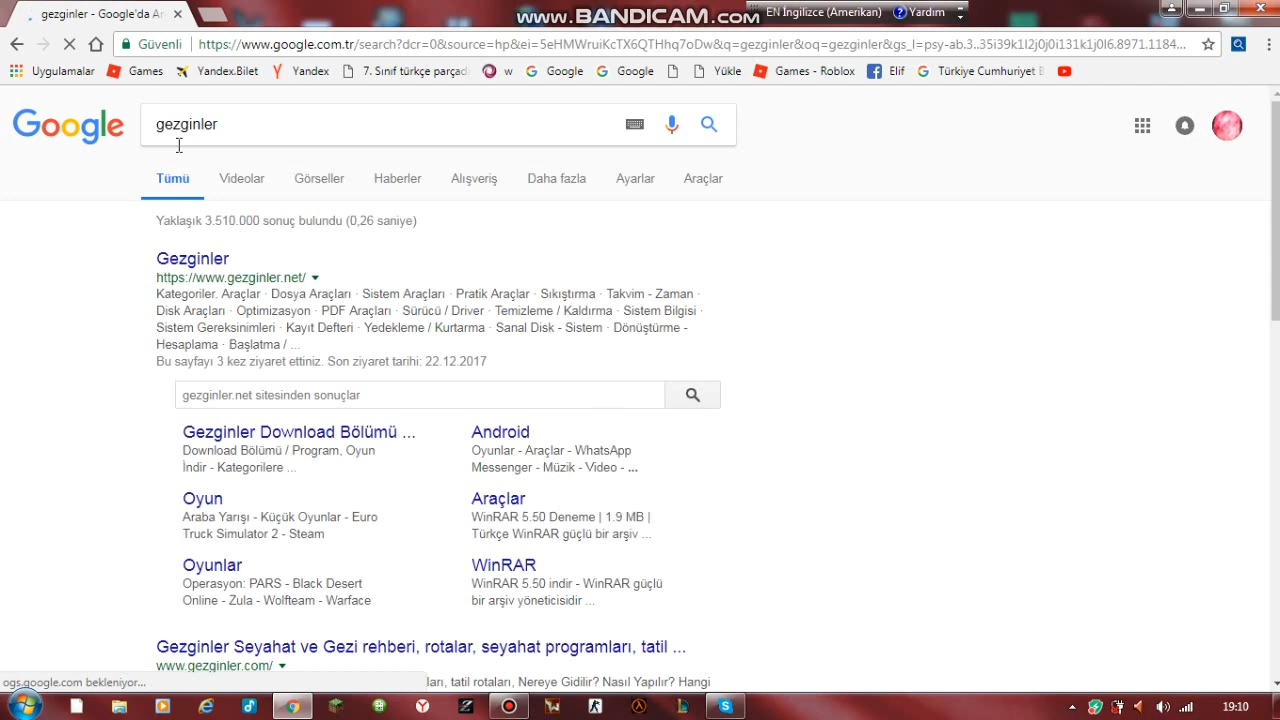 gezginler - Google'da Ar
www.BANDICAM.com
EN İngilizce (Amerikan)
Yardım
Güvenli
https://www.google.com.tr/search?dcr=0&source=hp&ei=5eHMWruiKcTX6QTHhq7oDw&q=gezginler&oq=gezginler&gs_l=psy-ab.3..35i39k1l2j0j0i131k1j0l6.8971.1184...
Uygulamalar
Games
Yandex.Bilet
Yandex
7. Sınıf türkçe parçad
w
Google
Google
Yükle
Games - Roblox
Elif
Türkiye Cumhuriyet
Google
gezginler
Tümü
Videolar
Görseller
Haberler
Alışveriş
Daha fazla
Ayarlar
Araçlar
Yaklaşık 3.510.000 sonuç bulundu (0,26 saniye)
Gezginler
https://www.gezginler.net/
Kategoriler. Araçlar · Dosya Araçları · Sistem Araçları · Pratik Araçlar · Sıkıştırma · Takvim - Zaman ·
Disk Araçları · Optimizasyon · PDF Araçları · Sürücü / Driver · Temizleme / Kaldırma · Sistem Bilgisi ·
Sistem Gereksinimleri · Kayıt Defteri · Yedekleme / Kurtarma · Sanal Disk - Sistem · Dönüştürme -
Hesaplama · Başlatma / ...
Bu sayfayı 3 kez ziyaret ettiniz. Son ziyaret tarihi: 22.12.2017
gezginler.net sitesinden sonuçlar
Gezginler Download Bölümü ...
Download Bölümü / Program, Oyun
İndir - Kategorilere ...
Android
Oyunlar - Araçlar - WhatsApp
Messenger - Müzik - Video - ...
Oyun
Araba Yarışı - Küçük Oyunlar - Euro
Truck Simulator 2 - Steam
Araçlar
WinRAR 5.50 Deneme | 1.9 MB |
Türkçe WinRAR güçlü bir arşiv ...
Oyunlar
Operasyon: PARS - Black Desert
Online - Zula - Wolfteam - Warface
WinRAR
WinRAR 5.50 indir - WinRAR güçlü
bir arşiv yöneticisidir ...
Gezginler Seyahat ve Gezi rehberi, rotalar, seyahat programları, tatil ...
www.gezginler.com/
ogs.google.com bekleniyor...
ları, tatil rotaları, Nereye Gidilir? Nasıl Yapılır? Hangi
19:10